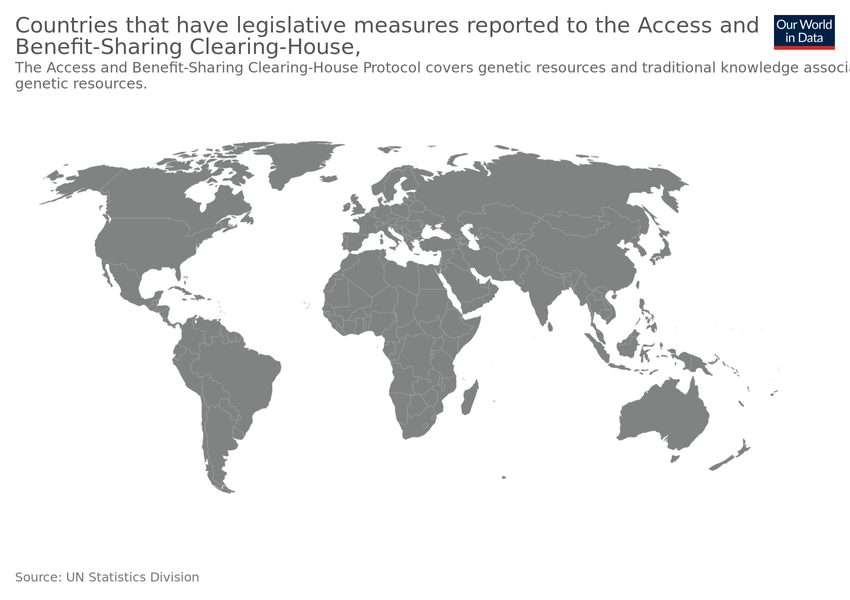 Countries that have legislative measures reported to the Access and
Benefit-Sharing Clearing-House,
Our World
in Data
The Access and Benefit-Sharing Clearing-House Protocol covers genetic resources and traditional knowledge
genetic resources.
Source: UN Statistics Division